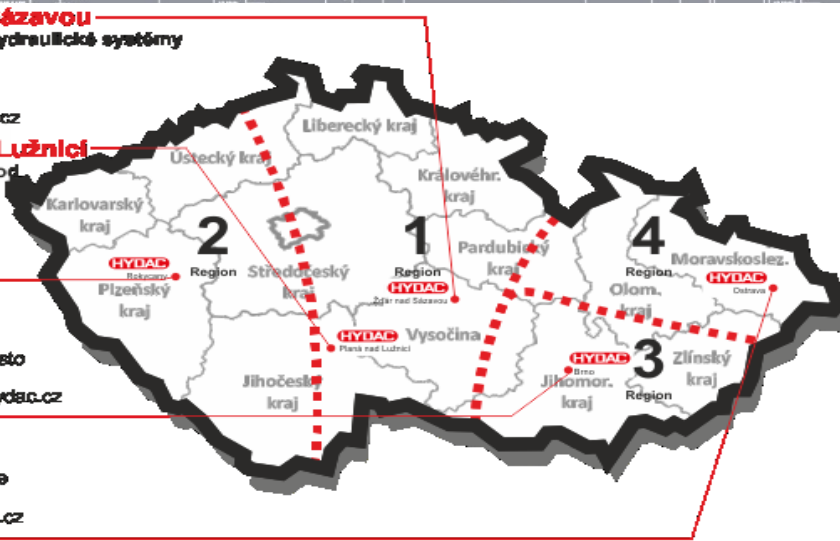 ázavou
ydraulické systémy
.cz
Lužnicí
od
sto
ydac.cz
e
.cz
Liberecký kraj
Ústecký kraj
Karlovarský
kraj
Královéhr.
kraj
2
Region
1
Region
4
Region
Pardubický
kraj
Moravskoslez.
HYDAC
Rokycany
Plzeňský
kraj
Středočeský
kraj
HYDAC
Žďár nad Sázavou
Olom.
kraj
HYDAC
Ostrava
HYDAC
Planá nad Lužnicí
Vysočina
HYDAC
Brno
3
Region
Zlínský
kraj
Jihočeský
kraj
Jihomor.
kraj